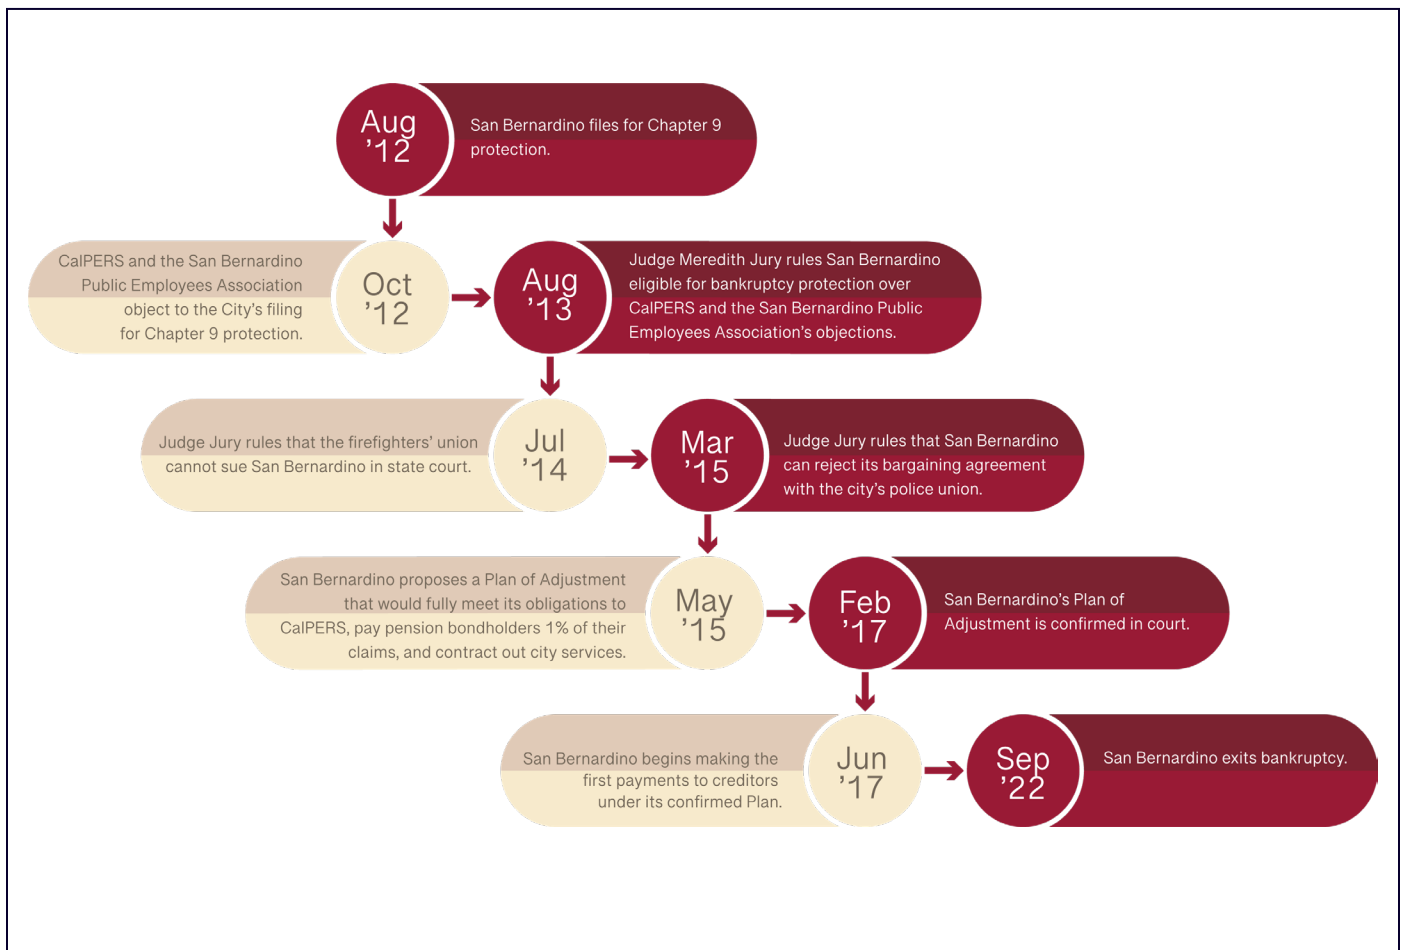 Aug
’12
San Bernardino files for Chapter 9
protection.
CalPERS and the San Bernardino
Public Employees Association
object to the City’s filing
for Chapter 9 protection.
Oct
’12
Aug
’13
Judge Meredith Jury rules San Bernardino
eligible for bankruptcy protection over
CalPERS and the San Bernardino Public
Employees Association’s objections.
Judge Jury rules that the firefighters’ union
cannot sue San Bernardino in state court.
Jul
’14
Mar
’15
Judge Jury rules that San Bernardino
can reject its bargaining agreement
with the city’s police union.
San Bernardino proposes a Plan of Adjustment
that would fully meet its obligations to
CalPERS, pay pension bondholders 1% of their
claims, and contract out city services.
May
’15
Feb
’17
San Bernardino’s Plan of
Adjustment is confirmed in court.
San Bernardino begins making the
first payments to creditors
under its confirmed Plan.
Jun
’17
Sep
’22
San Bernardino exits bankruptcy.